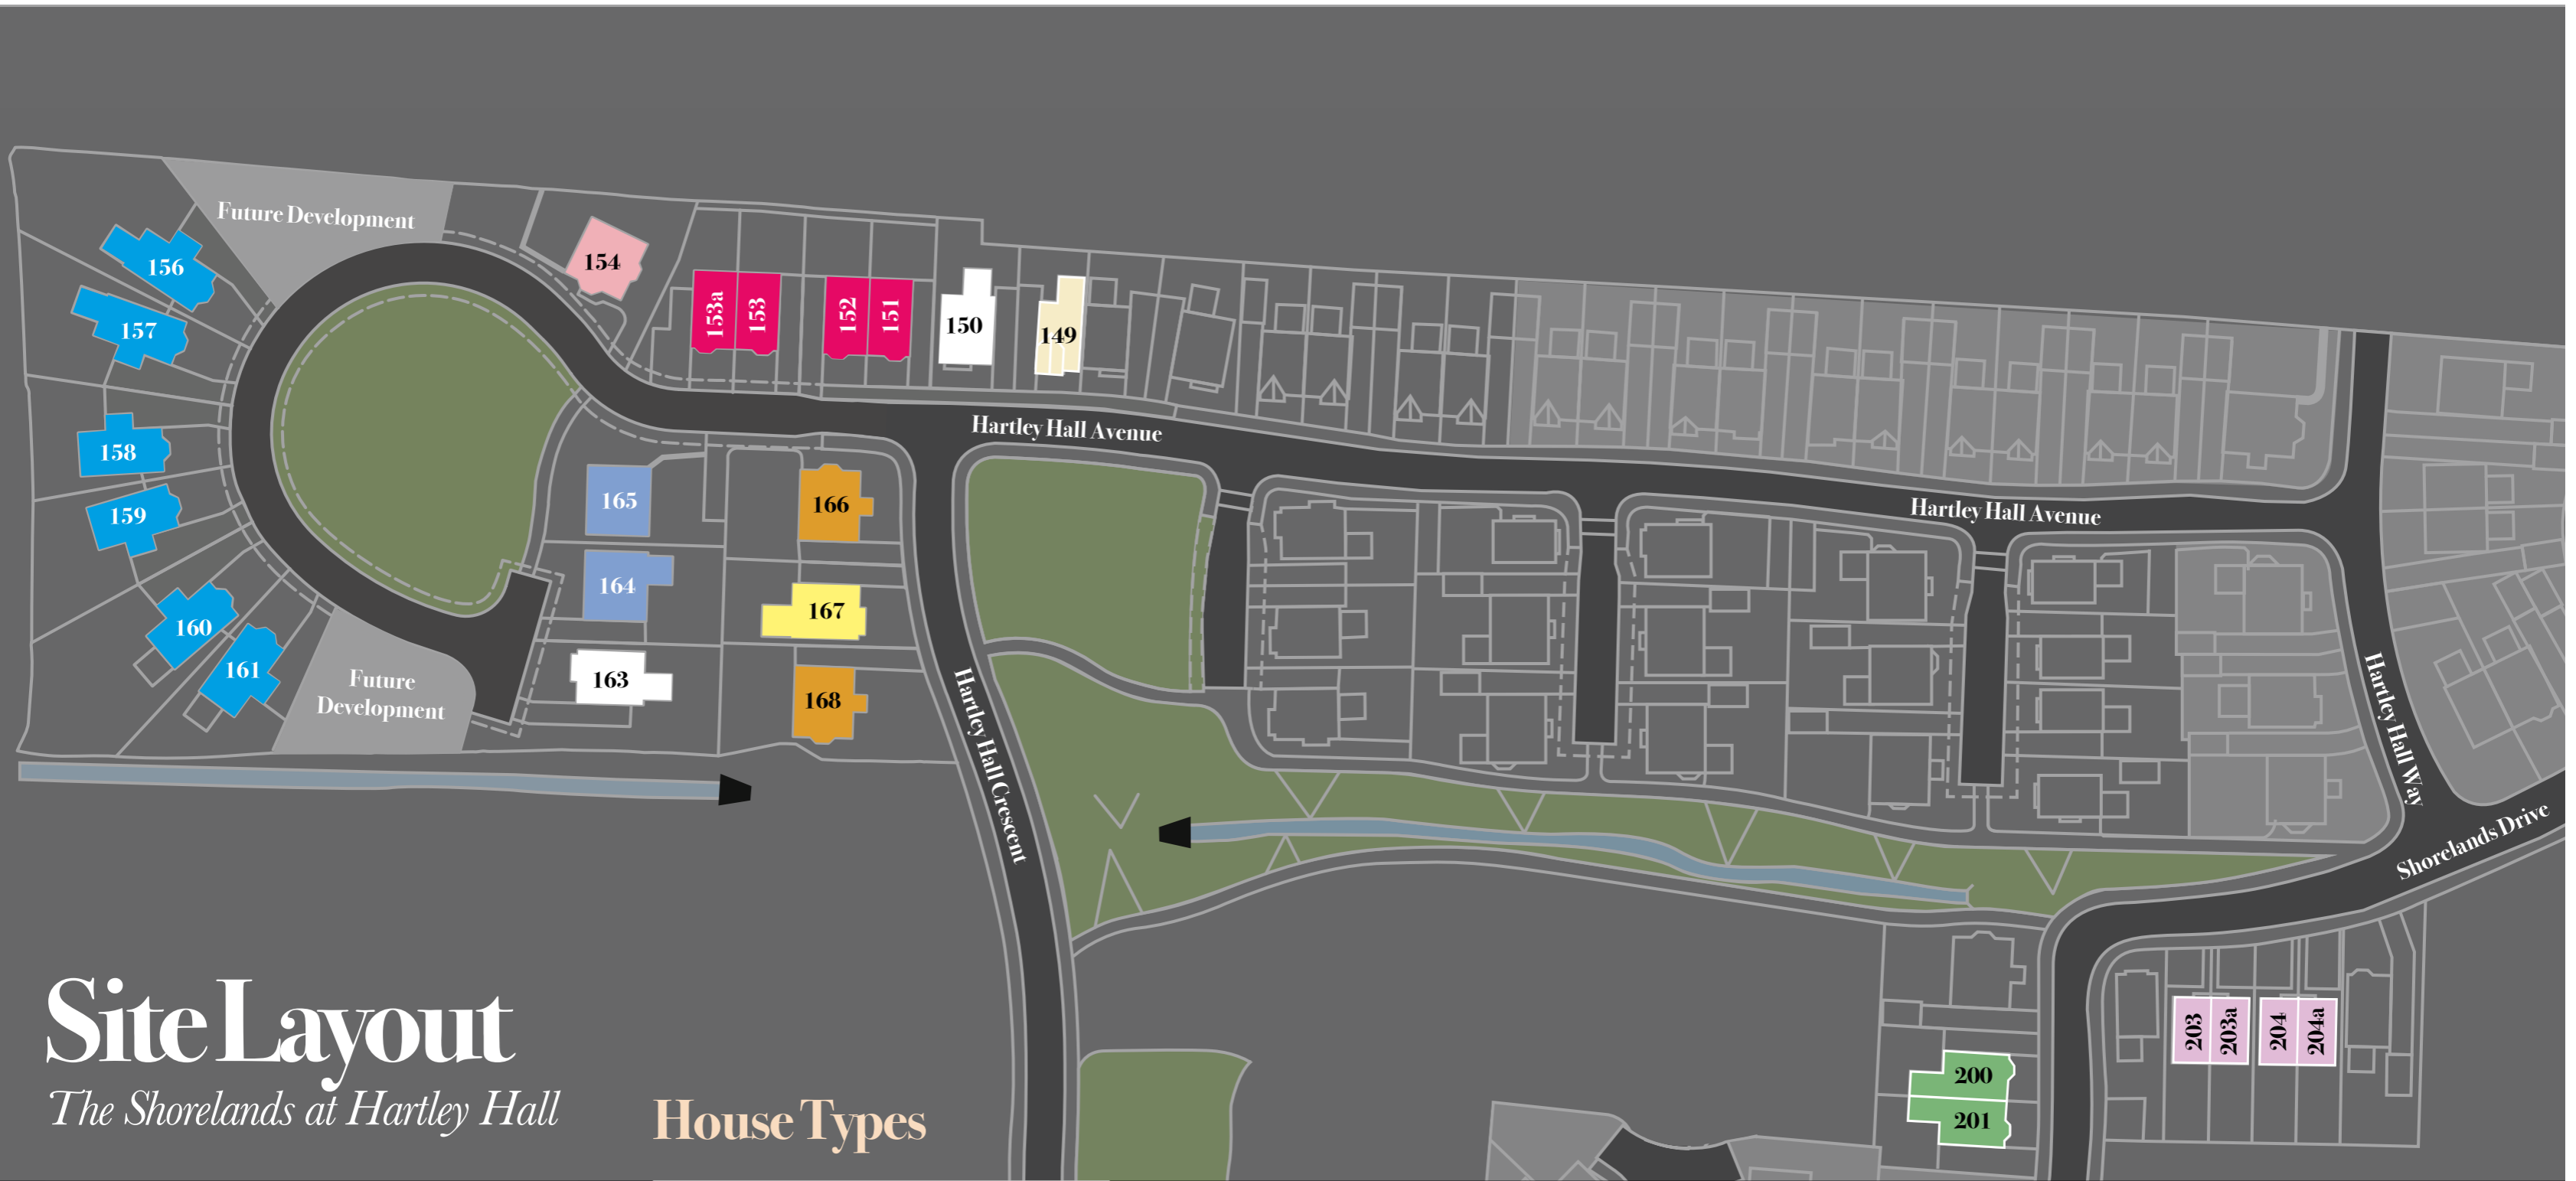 Future Development
154
156
157
153a
153
152
151
150
149
Hartley Hall Avenue
158
159
165
166
Hartley Hall Avenue
164
167
160
161
163
168
Future
Development
Hartley Hall Crescent
Hartley Hall Way
Shorelands Drive
Site Layout
The Shorelands at Hartley Hall
House Types
203
203a
204
204a
200
201